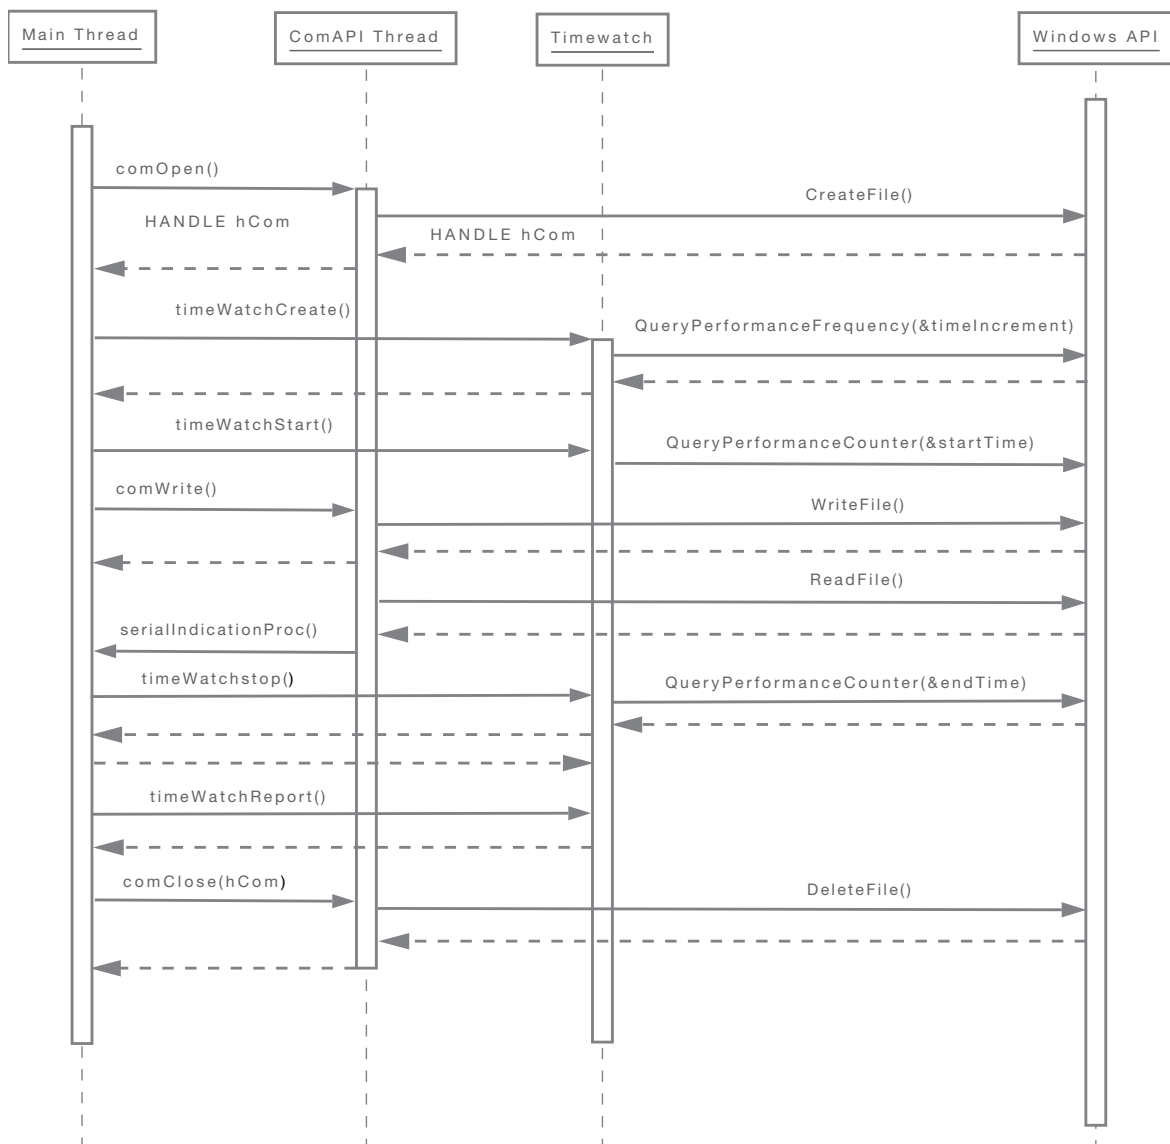 Main Thread
ComAPI Thread
Timewatch
Windows API
comOpen()
CreateFile()
HANDLE hCom
HANDLE hCom
timeWatchCreate()
QueryPerformanceFrequency(&timeIncrement)
timeWatchStart()
QueryPerformanceCounter(&startTime)
comWrite()
WriteFile()
ReadFile()
serialIndicationProc()
timeWatchstop()
QueryPerformanceCounter(&endTime)
timeWatchReport()
comClose(hCom)
DeleteFile()